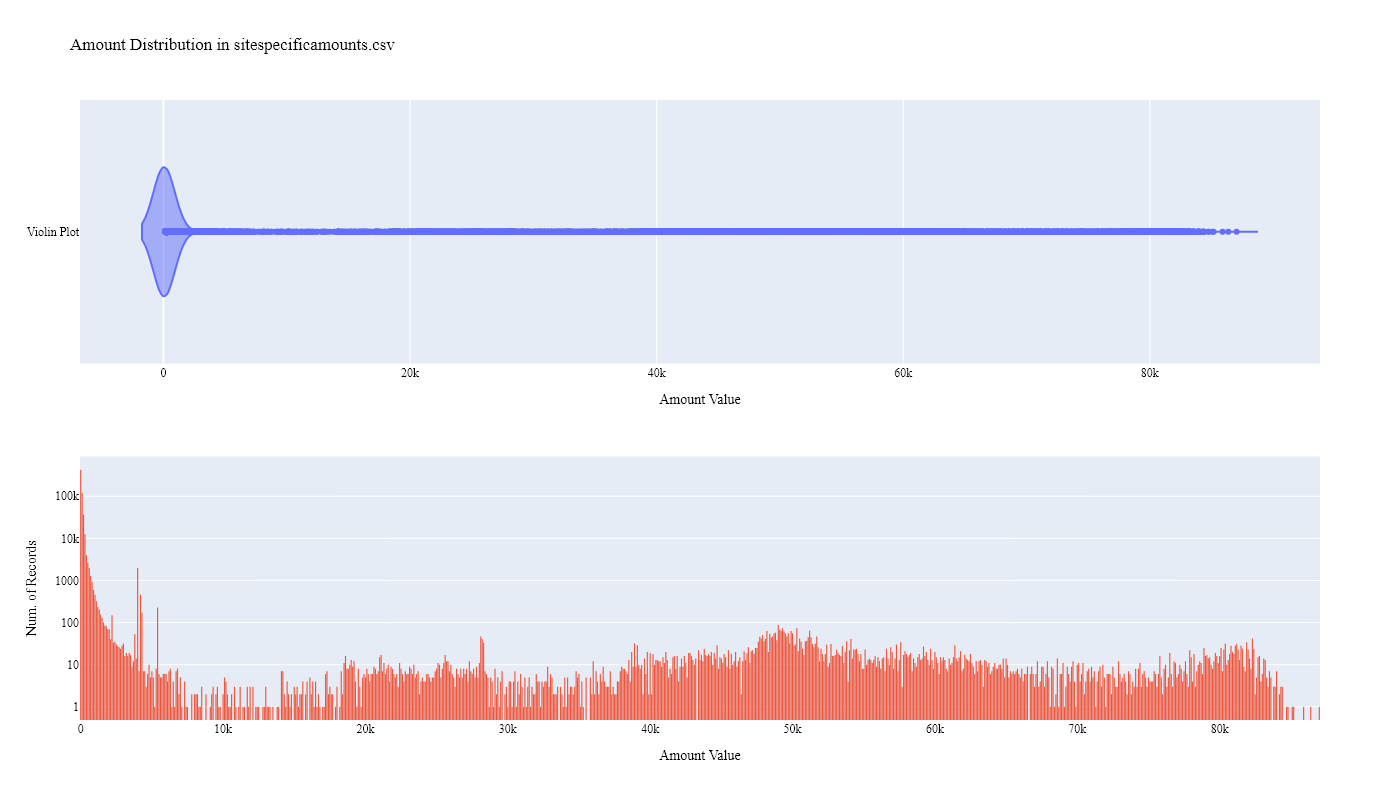 Amount Distribution in sitespecificamounts.csv
Violin Plot
0 20k 40k 60k 80k
Amount Value
100k
10k
1000
100
10
1
Num. of Records
0 10k 20k 30k 40k 50k 60k 70k 80k
Amount Value